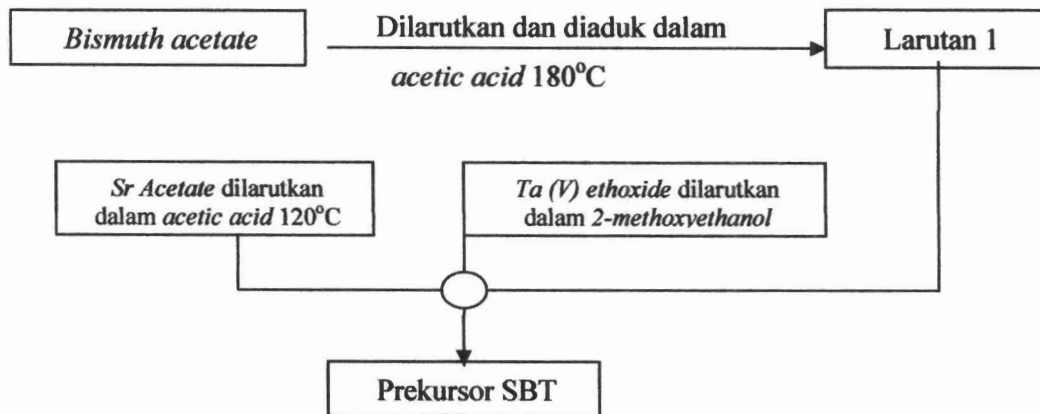 Bismuth acetate
Dilarutkan dan diaduk dalam
acetic acid 180°C
Larutan 1
Sr Acetate dilarutkan
dalam acetic acid 120°C
Ta (V) ethoxide dilarutkan
dalam 2-methoxyethanol
Prekursor SBT